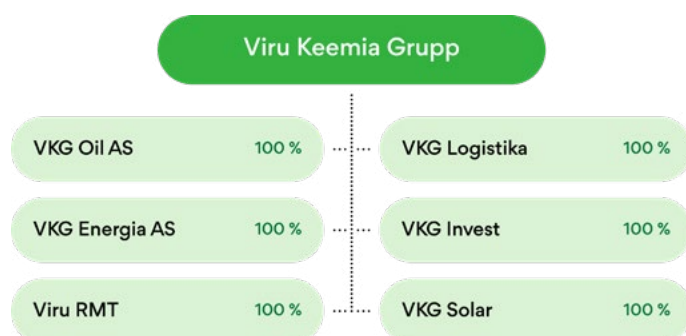 Viru Keemia Grupp
VKG Oil AS 100 %
VKG Logistika 100 %
VKG Energia AS 100 %
VKG Invest 100 %
Viru RMT 100 %
VKG Solar 100 %